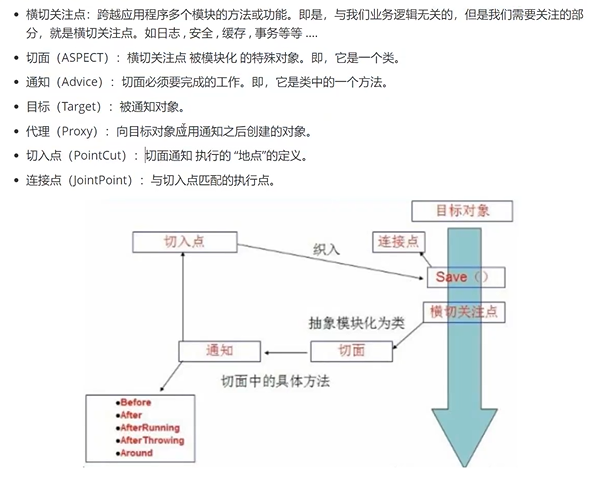 • 横切关注点：跨越应用程序多个模块的方法或功能。即是，与我们业务逻辑无关的，但是我们需要关注的部
分，就是横切关注点。如日志 , 安全 , 缓存 , 事务等等 ....
• 切面（ASPECT）：横切关注点 被模块化 的特殊对象。即，它是一个类。
• 通知（Advice）：切面必须要完成的工作。即，它是类中的一个方法。
• 目标（Target）：被通知对象。
• 代理（Proxy）：向目标对象应用通知之后创建的对象。
• 切入点（PointCut）：切面通知 执行的 “地点”的定义。
• 连接点（JointPoint）：与切入点匹配的执行点。
目标对象
切入点
织入
连接点
Save（）
横切关注点
抽象模块化为类
通知
切面
切面中的具体方法
●Before
●After
●AfterRunning
●AfterThrowing
●Around